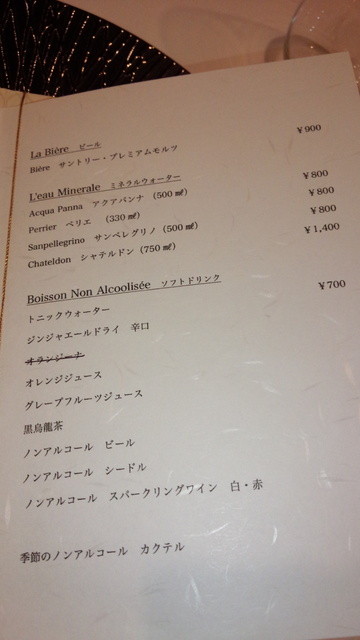 La Bière ビール
Bière サントリー・プレミアムモルツ ￥900
L'eau Minerale ミネラルウォーター
Acqua Panna アクアパンナ (500 ㎖) ￥800
Perrier ペリエ (330 ㎖) ￥800
Sanpellegrino サンペレグリノ (500 ㎖) ￥800
Chateldon シャテルドン (750 ㎖) ￥1,400
Boisson Non Alcoolisée ソフトドリンク
トニックウォーター ￥700
ジンジャエールドライ 辛口
オランジーナ
オレンジジュース
グレープフルーツジュース
黒烏龍茶
ノンアルコール ビール
ノンアルコール シードル
ノンアルコール スパークリングワイン 白・赤
季節のノンアルコール カクテル